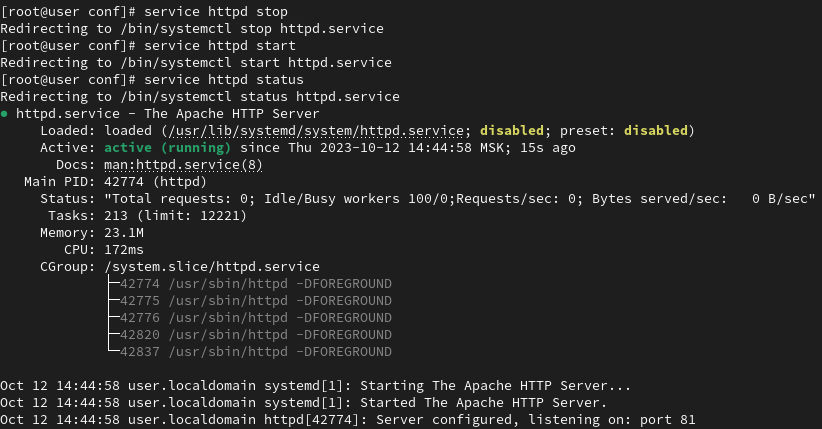 [root@user conf]# service httpd stop
Redirecting to /bin/systemctl stop httpd.service
[root@user conf]# service httpd start
Redirecting to /bin/systemctl start httpd.service
[root@user conf]# service httpd status
Redirecting to /bin/systemctl status httpd.service
● httpd.service - The Apache HTTP Server
     Loaded: loaded (/usr/lib/systemd/system/httpd.service; disabled; preset: disabled)
     Active: active (running) since Thu 2023-10-12 14:44:58 MSK; 15s ago
       Docs: man:httpd.service(8)
   Main PID: 42774 (httpd)
     Status: "Total requests: 0; Idle/Busy workers 100/0;Requests/sec: 0; Bytes served/sec:   0 B/sec"
      Tasks: 213 (limit: 12221)
     Memory: 23.1M
        CPU: 172ms
     CGroup: /system.slice/httpd.service
             ├─42774 /usr/sbin/httpd -DFOREGROUND
             ├─42775 /usr/sbin/httpd -DFOREGROUND
             ├─42776 /usr/sbin/httpd -DFOREGROUND
             ├─42820 /usr/sbin/httpd -DFOREGROUND
             └─42837 /usr/sbin/httpd -DFOREGROUND
Oct 12 14:44:58 user.localdomain systemd[1]: Starting The Apache HTTP Server...
Oct 12 14:44:58 user.localdomain systemd[1]: Started The Apache HTTP Server.
Oct 12 14:44:58 user.localdomain httpd[42774]: Server configured, listening on: port 81